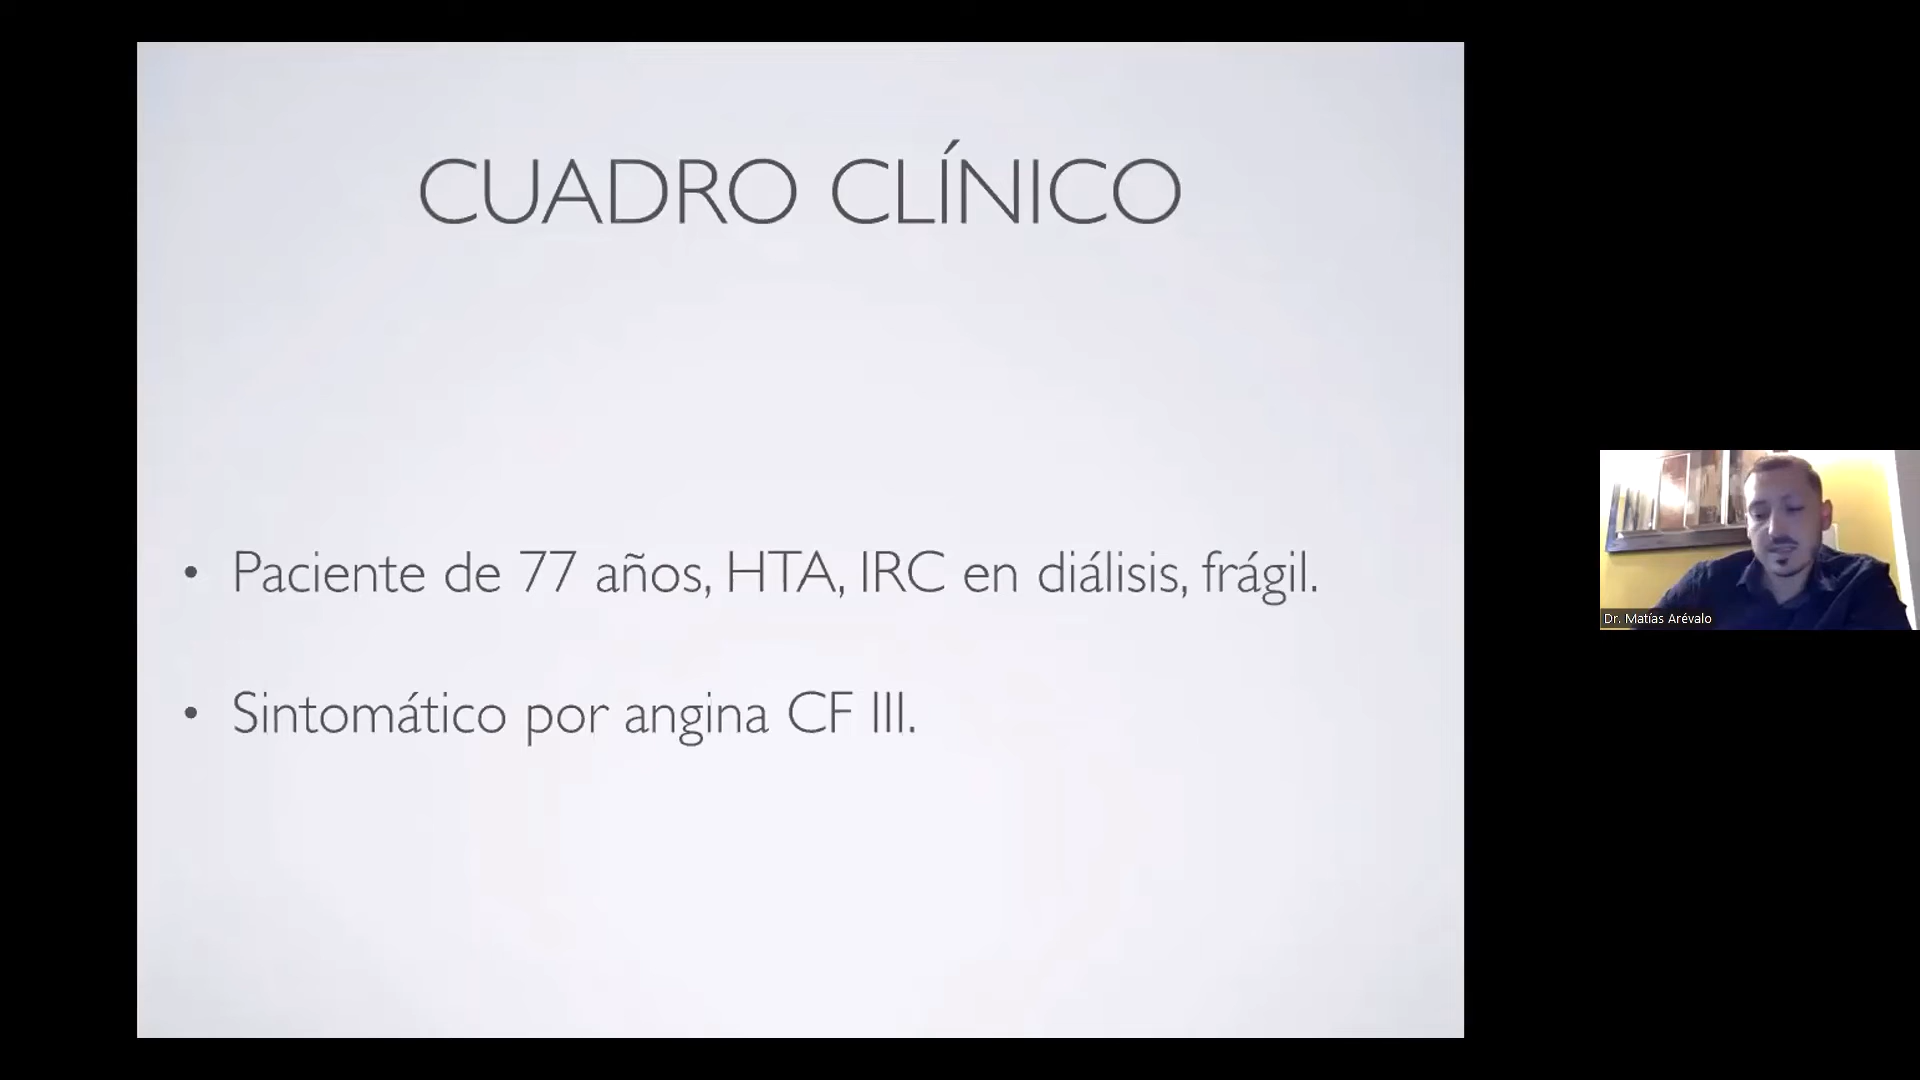 CUADRO CLÍNICO
• Paciente de 77 años, HTA, IRC en diálisis, frágil.
• Sintomático por angina CF III.
Dr. Matías Arévalo